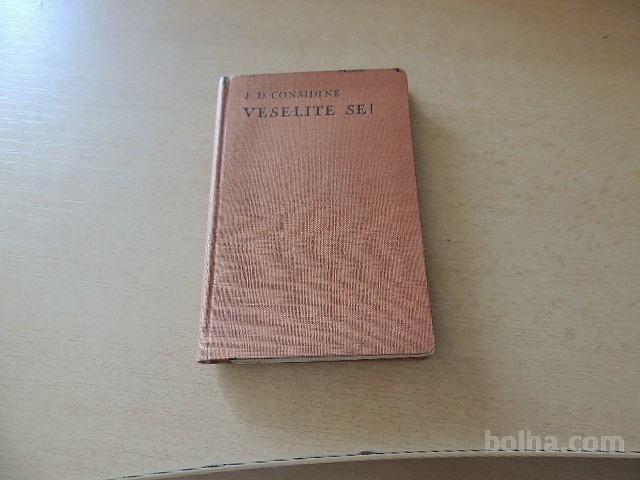 P. D. CONSIDINE
VESELITE SE!
bolha.com